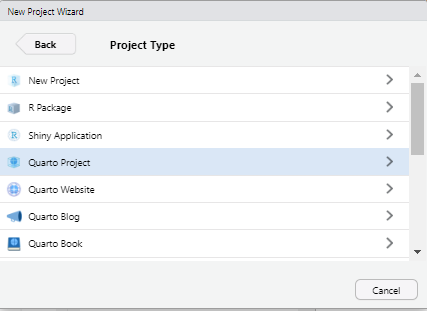 New Project Wizard
Back
Project Type
New Project
R Package
Shiny Application
Quarto Project
Quarto Website
Quarto Blog
Quarto Book
Cancel